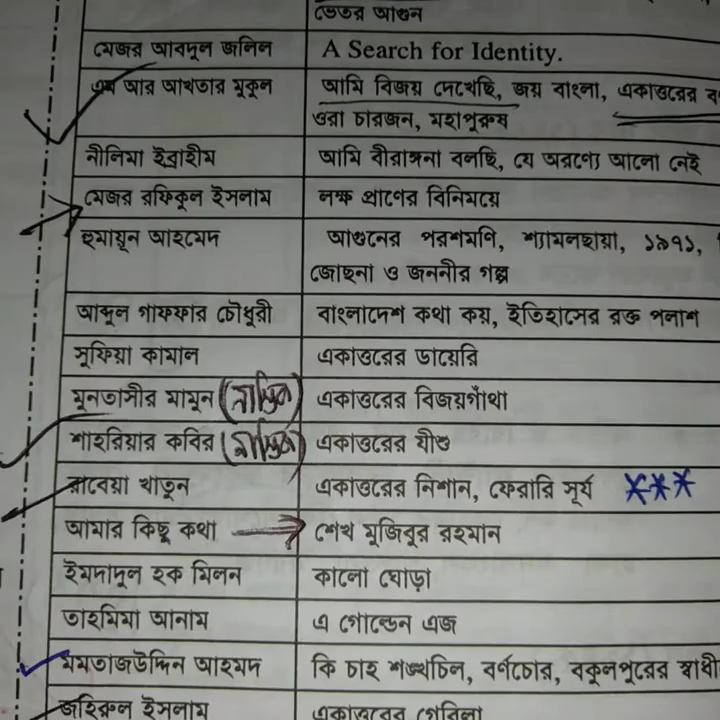 ভেতর আগুন
মেজর আবদুল জলিল A Search for Identity.
এম আর আখতার মুকুল আমি বিজয় দেখেছি, জয় বাংলা, একাত্তরের
ওরা চারজন, মহাপুরুষ
নীলিমা ইব্রাহীম আমি বীরাঙ্গনা বলছি, যে অরণ্যে আলো নেই
মেজর রফিকুল ইসলাম লক্ষ প্রাণের বিনিময়ে
হুমায়ূন আহমেদ আগুনের পরশমণি, শ্যামলছায়া, ১৯৭১,
জোছনা ও জননীর গল্প
আব্দুল গাফফার চৌধুরী বাংলাদেশ কথা কয়, ইতিহাসের রক্ত পলাশ
সুফিয়া কামাল একাত্তরের ডায়েরি
মুনতাসীর মামুন (নাস্তিক) একাত্তরের বিজয়গাঁথা
শাহরিয়ার কবির (নাস্তিক) একাত্তরের যীশু
রাবেয়া খাতুন একাত্তরের নিশান, ফেরারি সূর্য ***
আমার কিছু কথা → শেখ মুজিবুর রহমান
ইমদাদুল হক মিলন কালো ঘোড়া
তাহমিমা আনাম এ গোল্ডেন এজ
মমতাজউদ্দিন আহমদ কি চাহ শঙ্খচিল, বর্ণচোর, বকুলপুরের স্বাধী
জহিরুল ইসলাম একাত্তরের গেরিলা